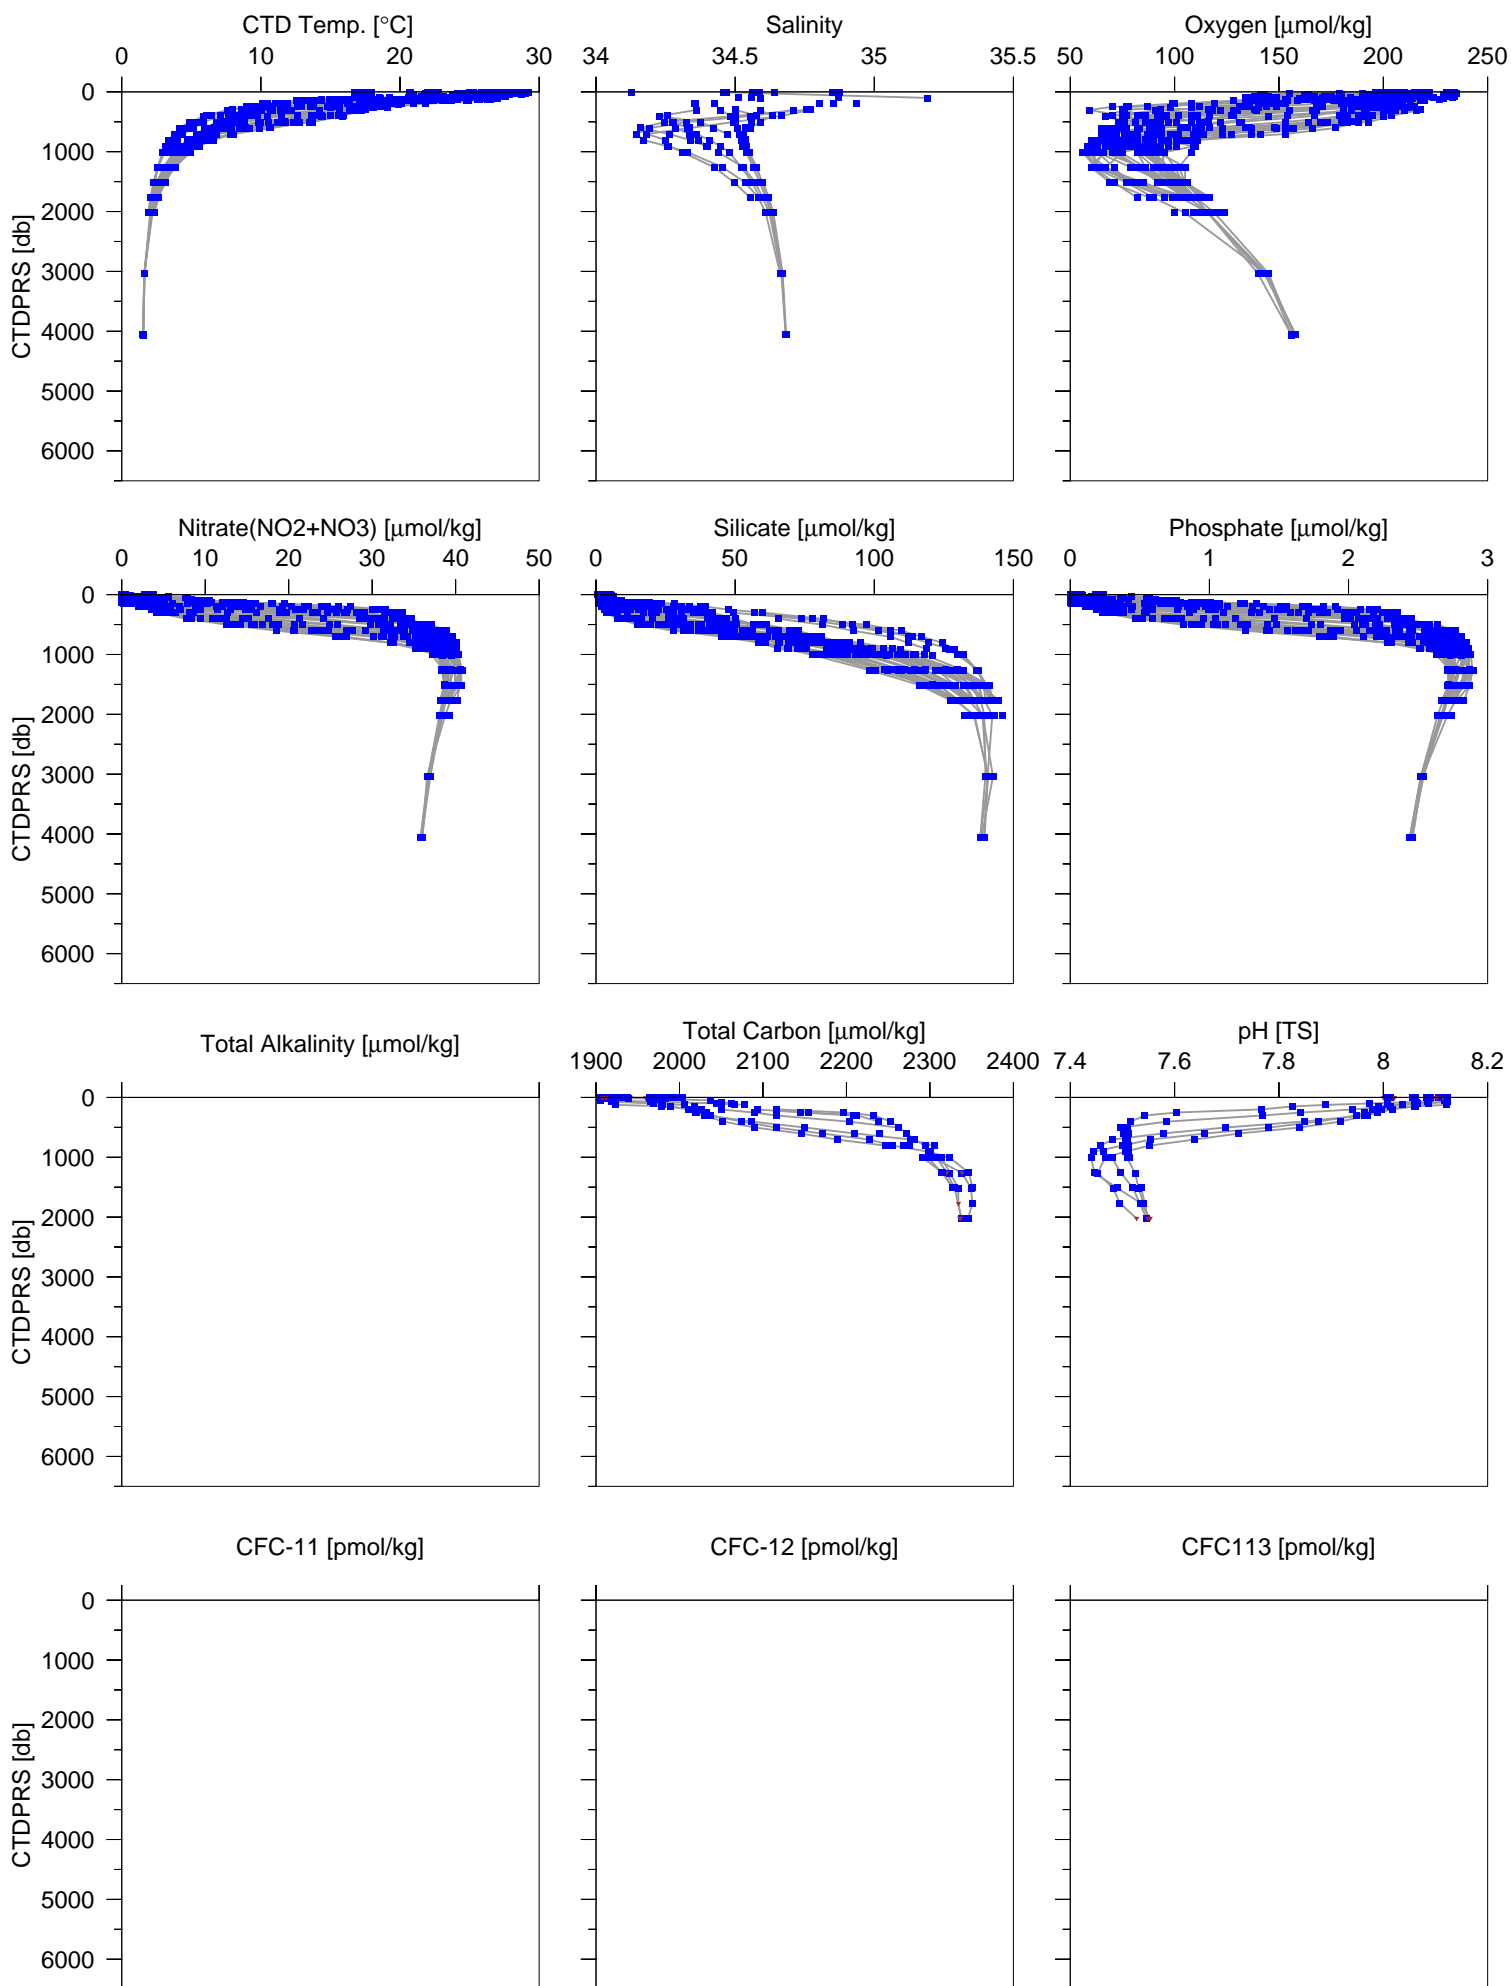 CTD Temp. [°C] Salinity Oxygen [µmol/kg]
0 10 20 30 34 34.5 35 35.5 50 100 150 200 250
0
1000
2000
3000
4000
5000
6000
CTDPRS [db]
Nitrate(NO2+NO3) [µmol/kg] Silicate [µmol/kg] Phosphate [µmol/kg]
0 10 20 30 40 50 0 50 100 150 0 1 2 3
0
1000
2000
3000
4000
5000
6000
CTDPRS [db]
Total Alkalinity [µmol/kg] Total Carbon [µmol/kg] pH [TS]
1900 2000 2100 2200 2300 2400 7.4 7.6 7.8 8 8.2
0
1000
2000
3000
4000
5000
6000
CTDPRS [db]
CFC-11 [pmol/kg] CFC-12 [pmol/kg] CFC113 [pmol/kg]
0
1000
2000
3000
4000
5000
6000
CTDPRS [db]